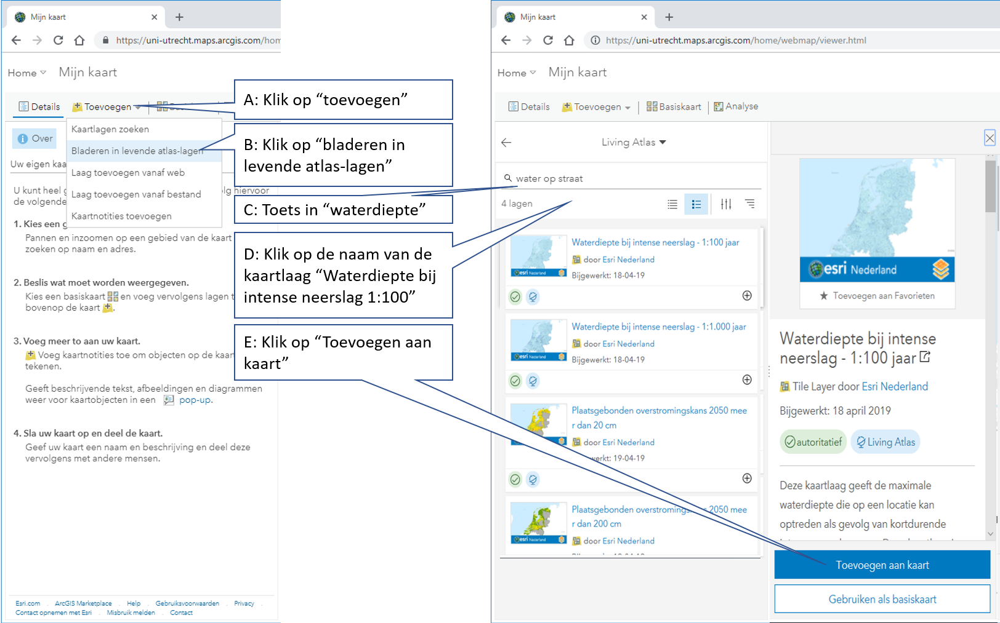 Mijn kaart
https://uni-utrecht.maps.arcgis.com/hom
Home
Mijn kaart
Details
Toevoegen
Kaartlagen zoeken
Bladeren in levende atlas-lagen
Laag toevoegen vanaf web
Laag toevoegen vanaf bestand
Kaartnotities toevoegen
Over
Uw eigen kaa
U kunt heel g
lg hiervoor
de volgende
1. Kies een g
Pannen en inzoomen op een gebied van de kaart
zoeken op naam en adres.
2. Beslis wat moet worden weergegeven.
Kies een basiskaart en voeg vervolgens lagen t
bovenop de kaart .
3. Voeg meer to aan uw kaart.
Voeg kaartnotities toe om objecten op de kaar
tekenen.
Geeft beschrijvende tekst, afbeeldingen en diagrammen
weer voor kaartobjecten in een pop-up.
4. Sla uw kaart op en deel de kaart.
Geef uw kaart een naam en beschrijving en deel deze
vervolgens met andere mensen.
Esri.com . ArcGIS Marketplace . Help . Gebruiksvoorwaarden . Privacy .
Contact opnemen met Esri . Misbruik melden . Contact
A: Klik op “toevoegen”
B: Klik op “bladeren in
levende atlas-lagen”
C: Toets in “waterdiepte”
D: Klik op de naam van de
kaartlaag “Waterdiepte bij
intense neerslag 1:100”
E: Klik op “Toevoegen aan
kaart”
Mijn kaart
https://uni-utrecht.maps.arcgis.com/home/webmap/viewer.html
Home
Mijn kaart
Details
Toevoegen
Basiskaart
Analyse
Living Atlas
water op straat
4 lagen
Waterdiepte bij intense neerslag - 1:100 jaar
door Esri Nederland
Bijgewerkt: 18-04-19
esri Nederland
Waterdiepte bij intense neerslag - 1:1.000 jaar
door Esri Nederland
Bijgewerkt: 18-04-19
esri Nederland
Plaatsgebonden overstromingskans 2050 mee
r dan 20 cm
door Esri Nederland
werkt: 19-04-19
Plaatsgebonden overstromingskans 2050 mee
r dan 200 cm
door Esri Nederland
esri Nederland
esri Nederland
Toevoegen aan Favorieten
Waterdiepte bij intense
neerslag - 1:100 jaar
Tile Layer door Esri Nederland
Bijgewerkt: 18 april 2019
autoritatief
Living Atlas
Deze kaartlaag geeft de maximale
waterdiepte die op een locatie kan
optreden als gevolg van kortdurende
Toevoegen aan kaart
Gebruiken als basiskaart